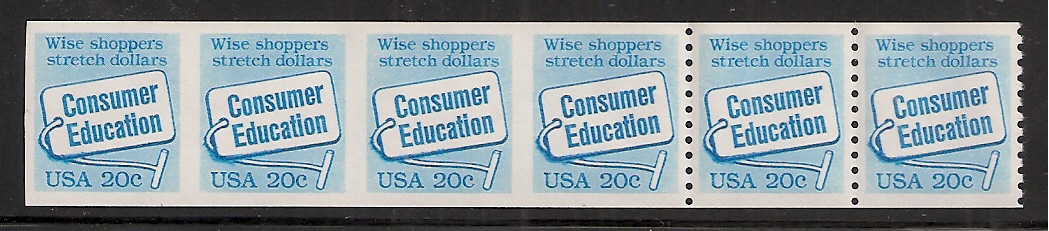 Wise shoppers
stretch dollars
Consumer
Education
USA 20c
Wise shoppers
stretch dollars
Consumer
Education
USA 20c
Wise shoppers
stretch dollars
Consumer
Education
USA 20c
Wise shoppers
stretch dollars
Consumer
Education
USA 20c
Wise shoppers
stretch dollars
Consumer
Education
USA 20c
Wise shoppers
stretch dollars
Consumer
Education
USA 20c